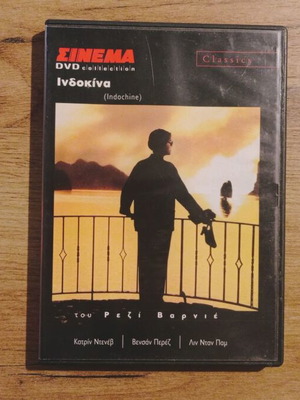 ΣΙΝΕΜΑ
DVD collection
Classics
Ινδοκίνα
(Indochine)
του Ρεζί Βαρνιέ
Κατρίν Ντενέβ | Βενσάν Περέζ | Λιν Νταν Παμ